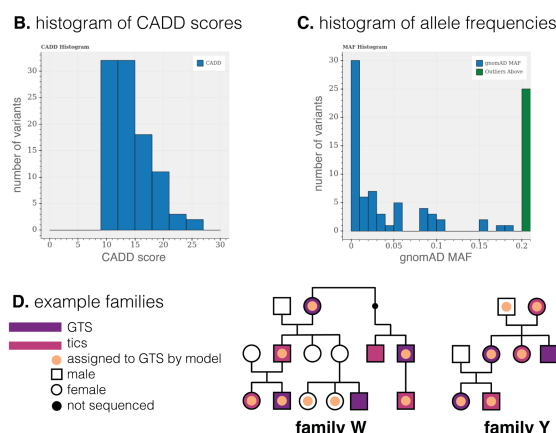 B. histogram of CADD scores
CADD Histogram
CADD
number of variants
30
25
20
15
10
5
0
0 5 10 15 20 25 30
CADD score
C. histogram of allele frequencies
MAF Histogram
gnomAD MAF
Outliers Above
number of variants
30
25
20
15
10
5
0
0 0.05 0.1 0.15 0.2
gnomAD MAF
D. example families
GTS
tics
assigned to GTS by model
male
female
not sequenced
family W
family Y